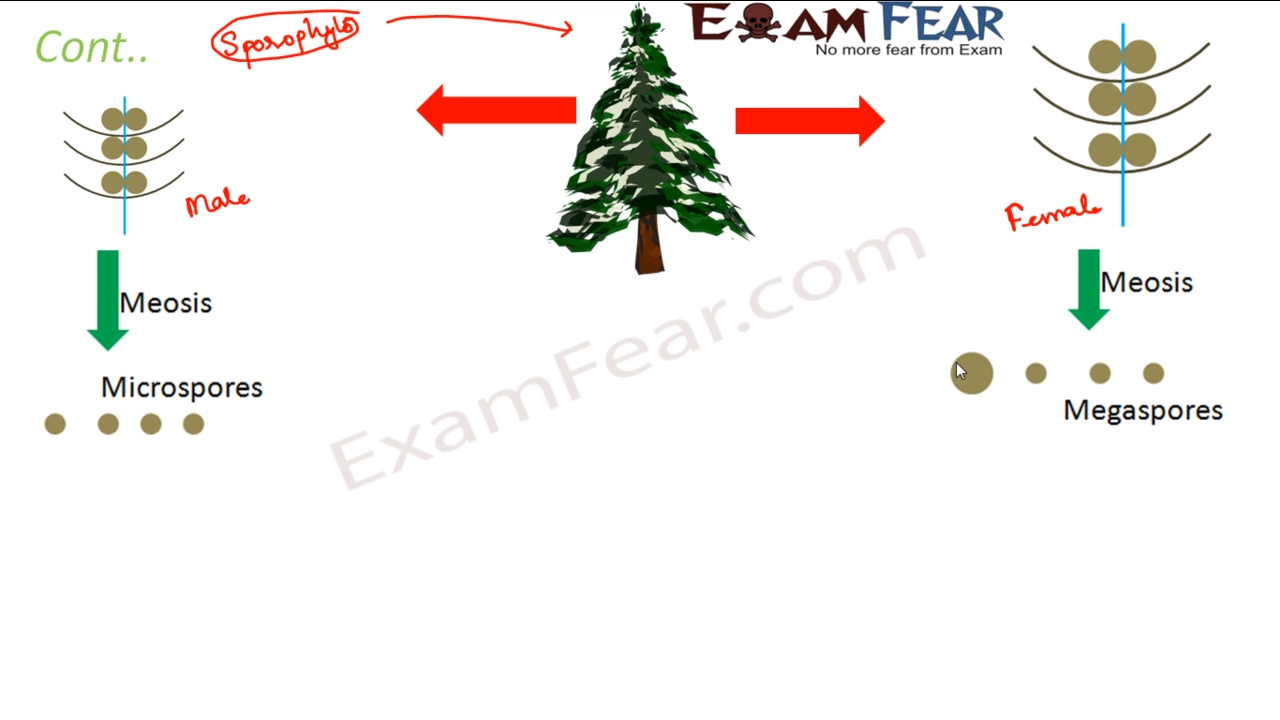 Cont..
Sporophyte
EXAM FEAR
No more fear from Exam
Male
Female
Meosis
Meosis
Microspores
Megaspores
ExamFear.com